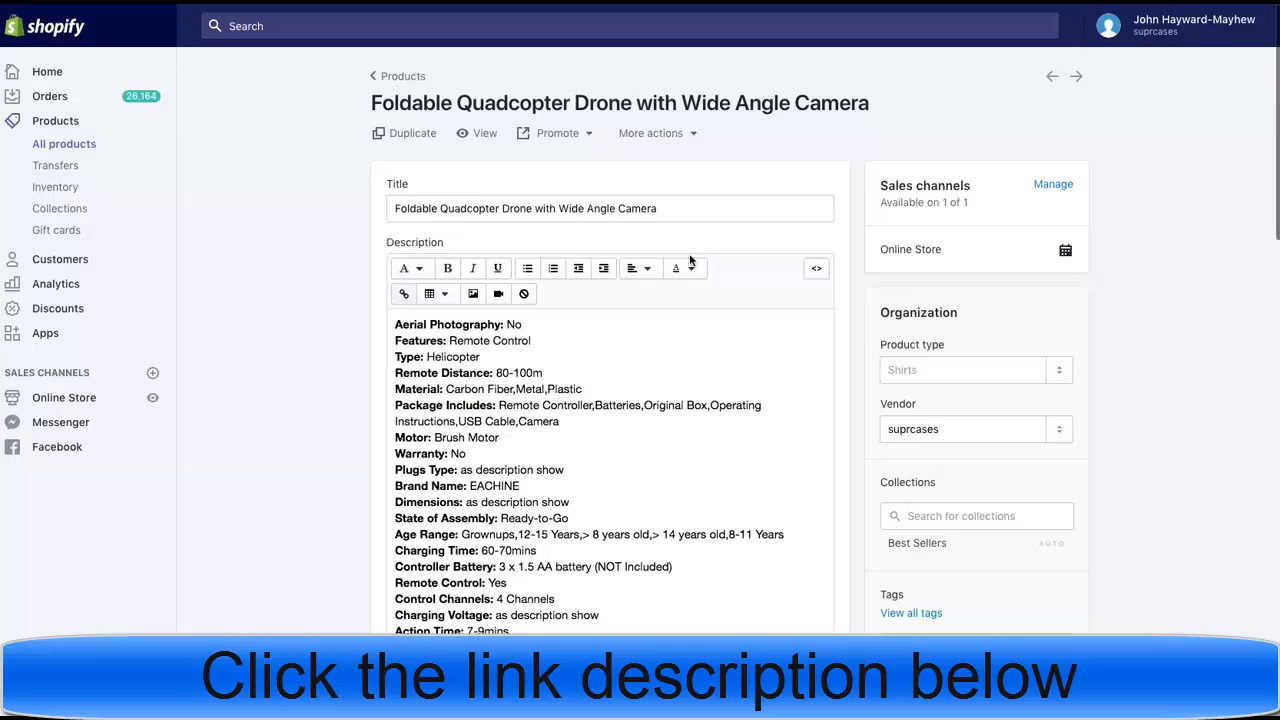 shopify
Search
John Hayward-Mayhew
suprcases
Home
Orders 26,164
Products
All products
Transfers
Inventory
Collections
Gift cards
Customers
Analytics
Discounts
Apps
SALES CHANNELS
Online Store
Messenger
Facebook
Products
Foldable Quadcopter Drone with Wide Angle Camera
Duplicate View Promote More actions
Title
Foldable Quadcopter Drone with Wide Angle Camera
Description
A B I U A <>
Aerial Photography: No
Features: Remote Control
Type: Helicopter
Remote Distance: 80-100m
Material: Carbon Fiber,Metal,Plastic
Package Includes: Remote Controller,Batteries,Original Box,Operating
Instructions,USB Cable,Camera
Motor: Brush Motor
Warranty: No
Plugs Type: as description show
Brand Name: EACHINE
Dimensions: as description show
State of Assembly: Ready-to-Go
Age Range: Grownups,12-15 Years,> 8 years old,> 14 years old,8-11 Years
Charging Time: 60-70mins
Controller Battery: 3 x 1.5 AA battery (NOT Included)
Remote Control: Yes
Control Channels: 4 Channels
Charging Voltage: as description show
Action Time: 7-9mins
Sales channels Manage
Available on 1 of 1
Online Store
Organization
Product type
Shirts
Vendor
suprcases
Collections
Search for collections
Best Sellers AUTO
Tags
View all tags
Click the link description below